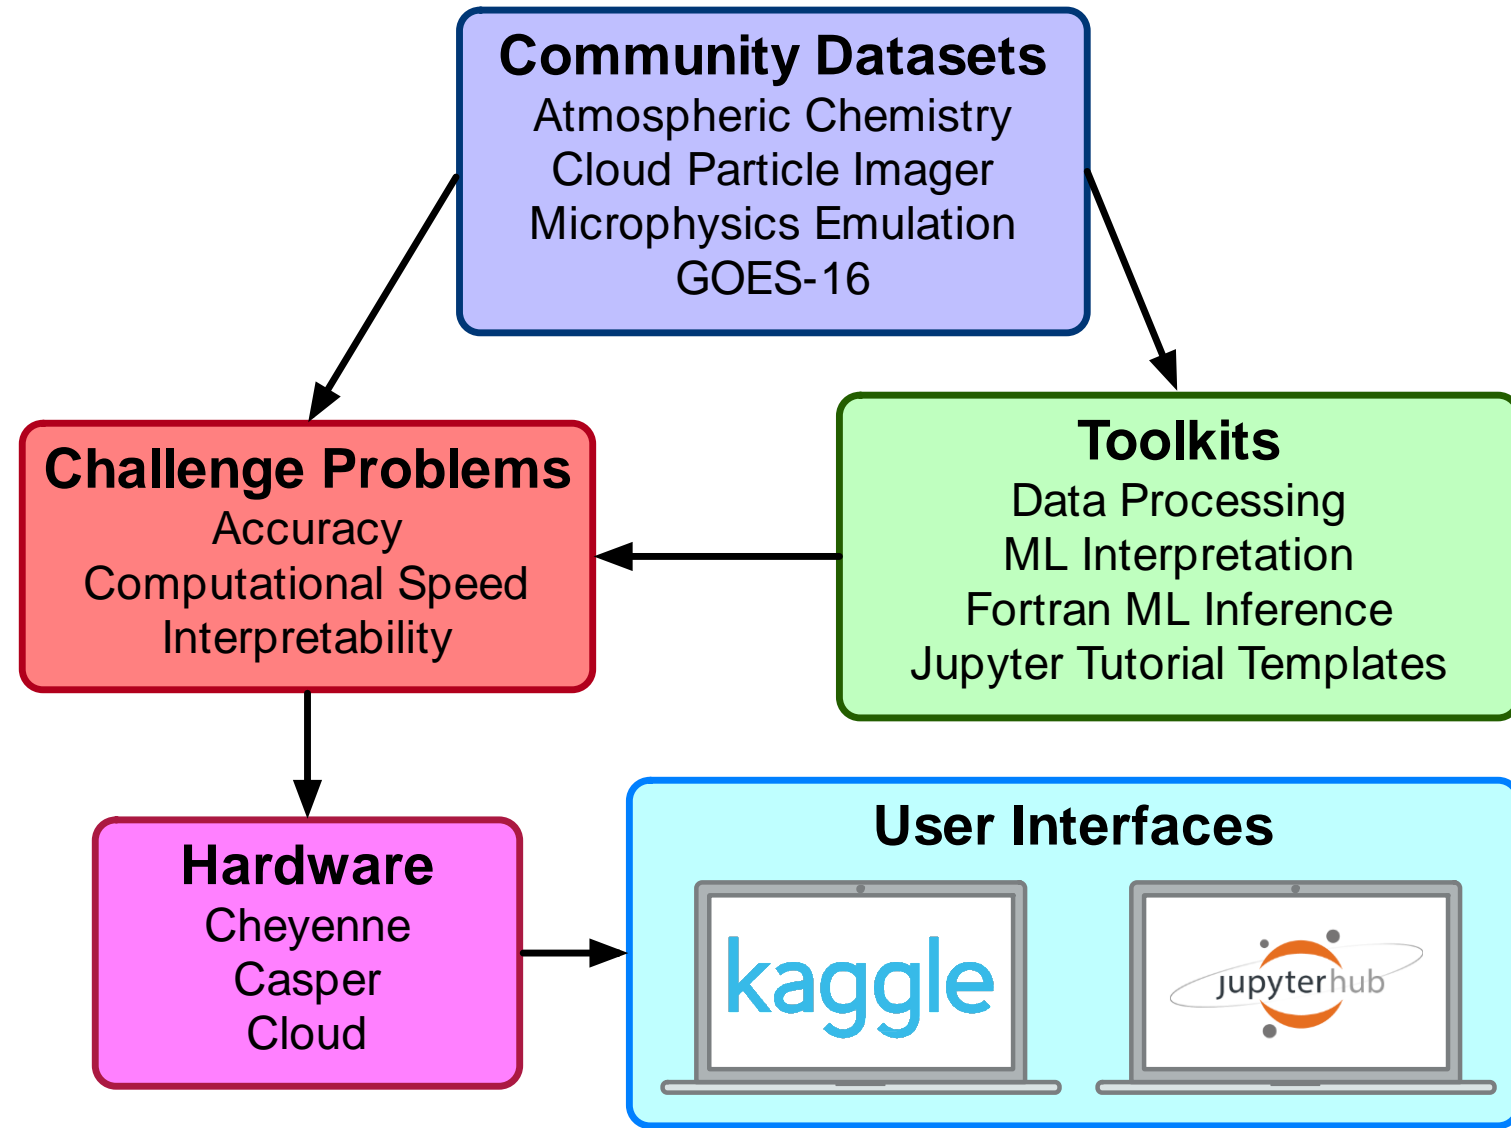 Community Datasets
Atmospheric Chemistry
Cloud Particle Imager
Microphysics Emulation
GOES-16
Challenge Problems
Accuracy
Computational Speed
Interpretability
Toolkits
Data Processing
ML Interpretation
Fortran ML Inference
Jupyter Tutorial Templates
Hardware
Cheyenne
Casper
Cloud
User Interfaces
kaggle
jupyterhub